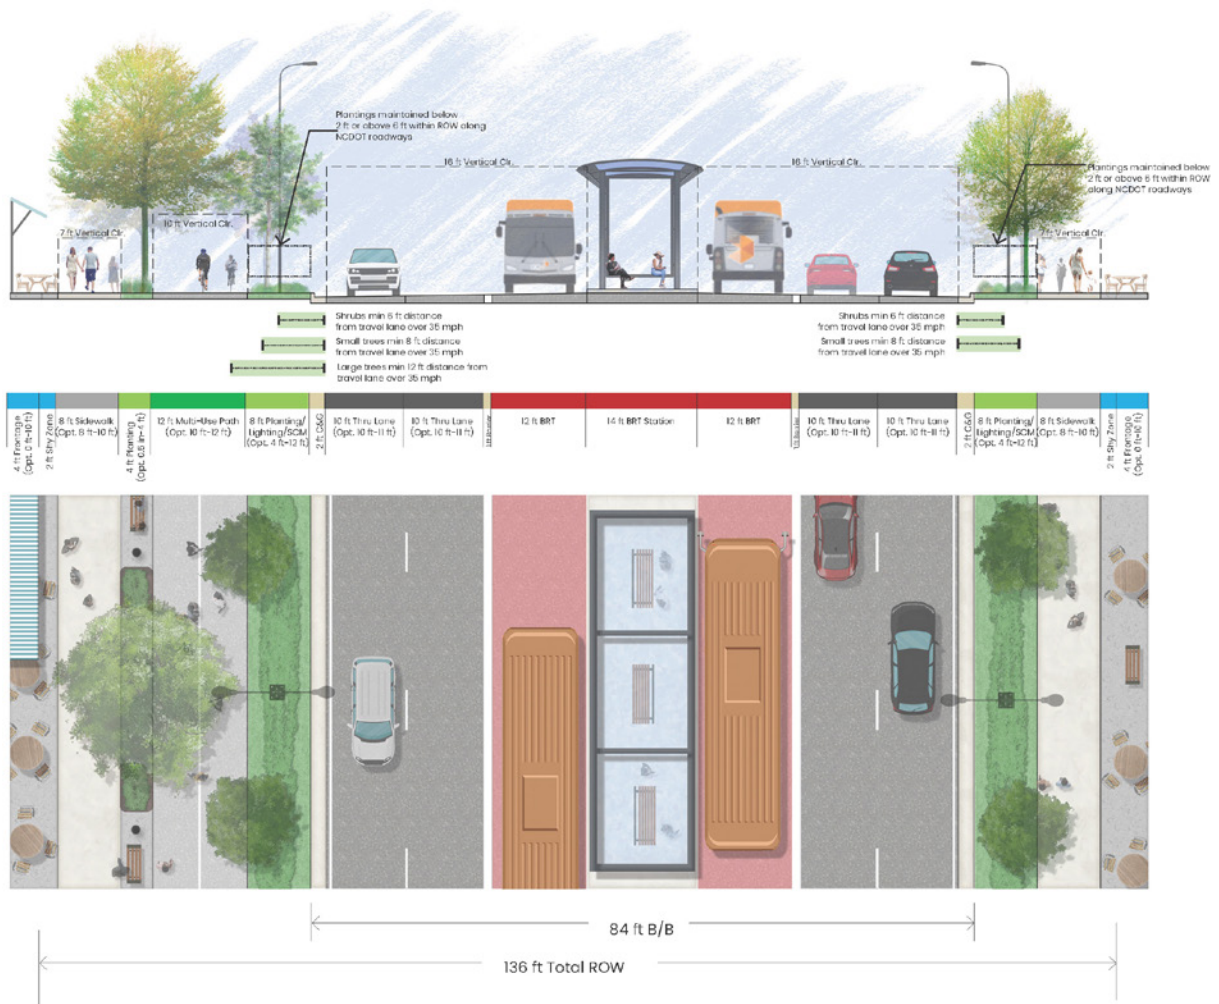 Plantings maintained below
2 ft or above 6 ft within ROW along
NCDOT roadways
16 ft Vertical Clr.
16 ft Vertical Clr.
Plantings maintained below
2 ft or above 6 ft within ROW
along NCDOT roadways
7 ft Vertical Clr.
10 ft Vertical Clr.
7 ft Vertical Clr.
Shrubs min 6 ft distance
from travel lane over 35 mph
Small trees min 8 ft distance
from travel lane over 35 mph
Large trees min 12 ft distance from
travel lane over 35 mph
Shrubs min 6 ft distance
from travel lane over 35 mph
Small trees min 8 ft distance
from travel lane over 35 mph
4 ft Frontage
(Opt. 0 ft-10 ft)
2 ft Shy Zone
8 ft Sidewalk
(Opt. 8 ft-10 ft)
4 ft Planting
(Opt. 6.5 in-4 ft)
12 ft Multi-Use Path
(Opt. 10 ft-12 ft)
8 ft Planting/
Lighting/SCM
(Opt. 4 ft-12 ft)
2 ft C&G
10 ft Thru Lane
(Opt. 10 ft-11 ft)
10 ft Thru Lane
(Opt. 10 ft-11 ft)
12 ft BRT
14 ft BRT Station
12 ft BRT
10 ft Thru Lane
(Opt. 10 ft-11 ft)
10 ft Thru Lane
(Opt. 10 ft-11 ft)
2 ft C&G
8 ft Planting/
Lighting/SCM
(Opt. 4 ft-12 ft)
8 ft Sidewalk
(Opt. 8 ft-10 ft)
2 ft Shy Zone
4 ft Frontage
(Opt. 0 ft-10 ft)
84 ft B/B
136 ft Total ROW